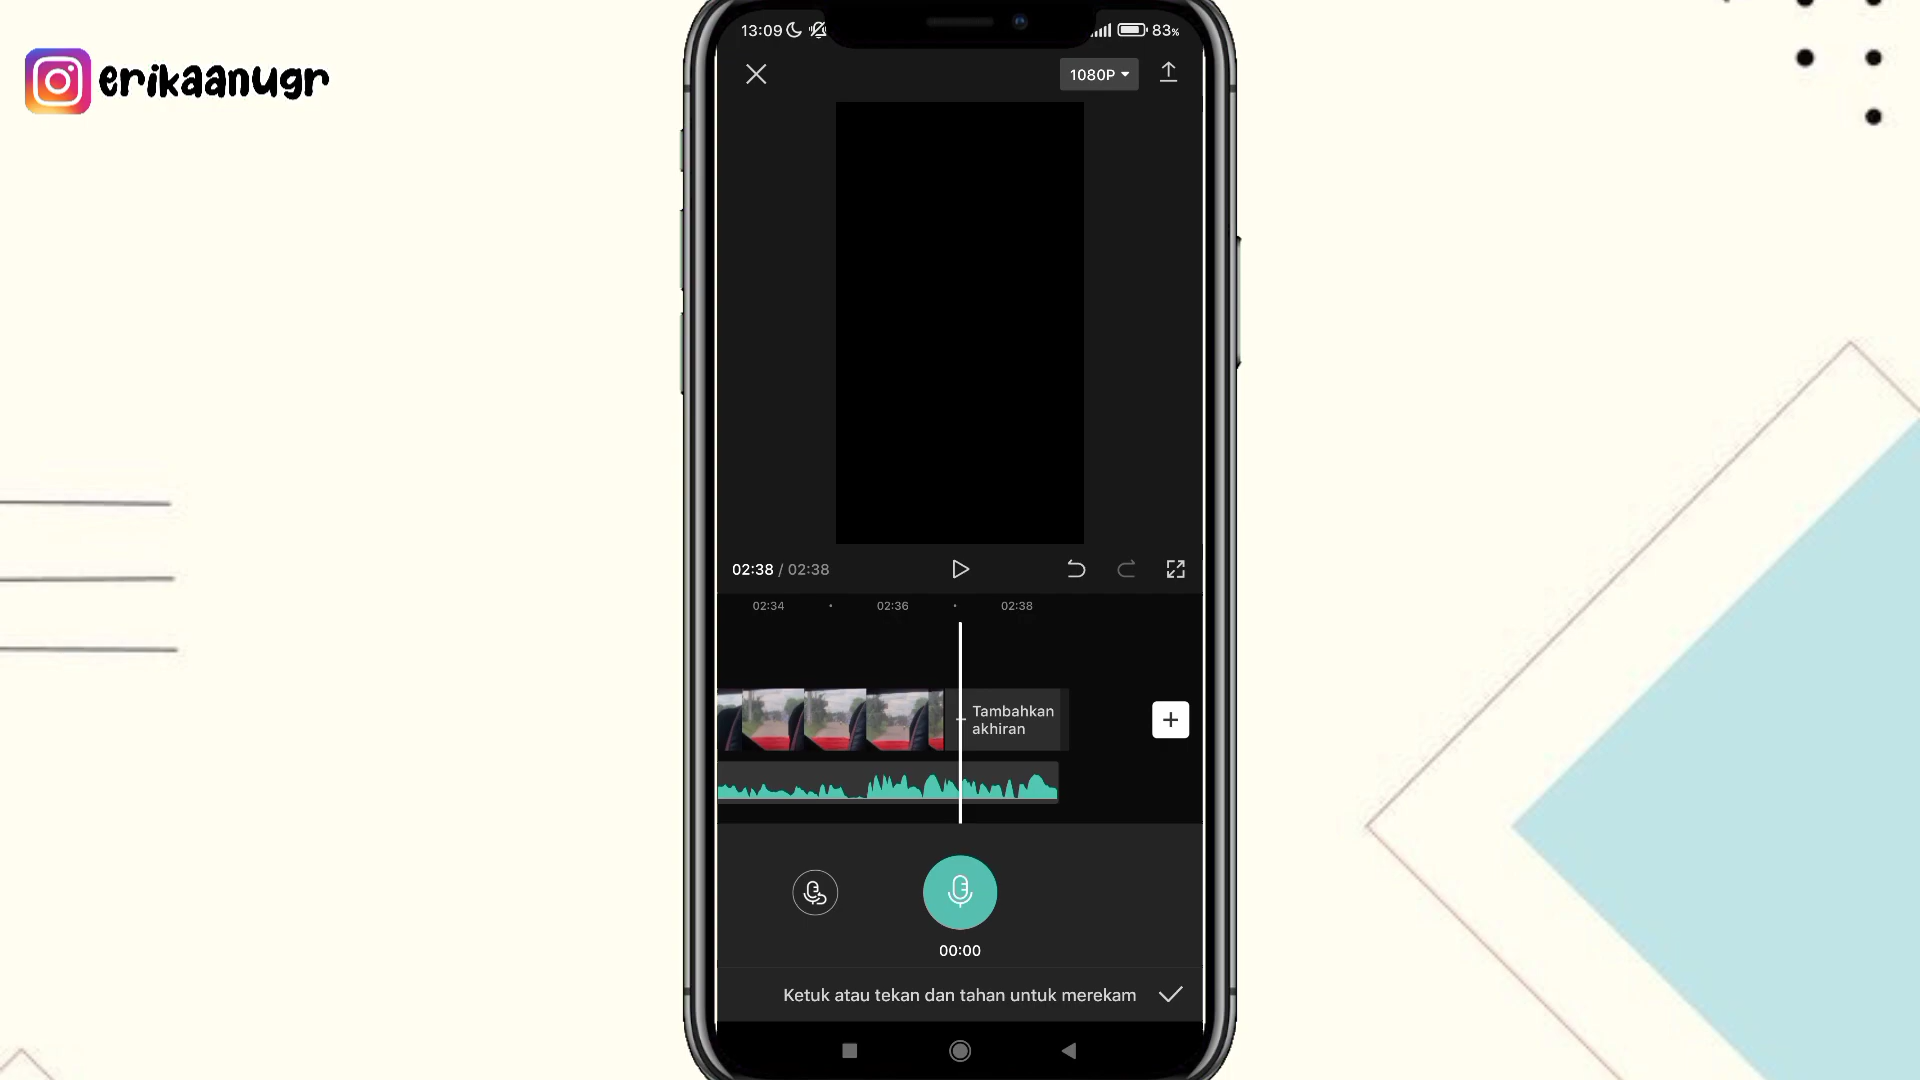 erikaanugr
13:09
83%
1080P
02:38 / 02:38
02:34
02:36
02:38
Tambahkan
akhiran
00:00
Ketuk atau tekan dan tahan untuk merekam